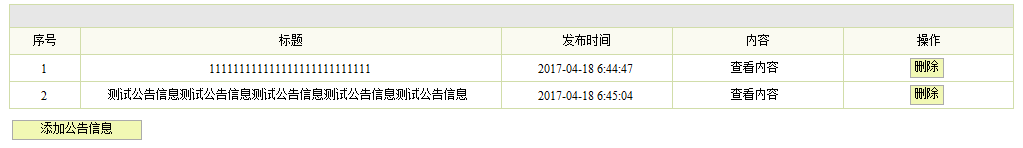 序号 标题 发布时间 内容 操作
1 111111111111111111111111111 2017-04-18 6:44:47 查看内容 删除
2 测试公告信息测试公告信息测试公告信息测试公告信息测试公告信息 2017-04-18 6:45:04 查看内容 删除
添加公告信息